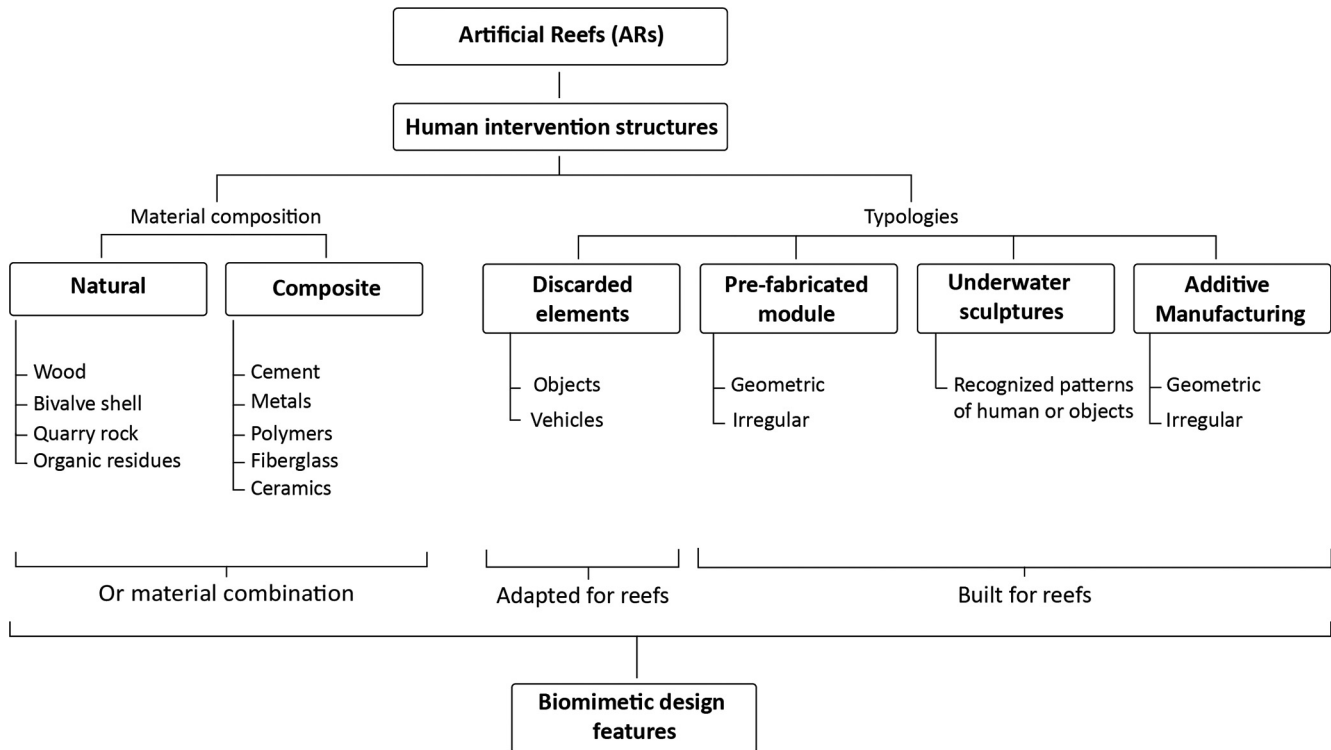 Artificial Reefs (ARs)
Human intervention structures
Material composition
Typologies
Natural
Composite
Discarded
elements
Pre-fabricated
module
Underwater
sculptures
Additive
Manufacturing
Wood
Bivalve shell
Quarry rock
Organic residues
Cement
Metals
Polymers
Fiberglass
Ceramics
Objects
Vehicles
Geometric
Irregular
Recognized patterns
of human or objects
Geometric
Irregular
Or material combination
Adapted for reefs
Built for reefs
Biomimetic design
features